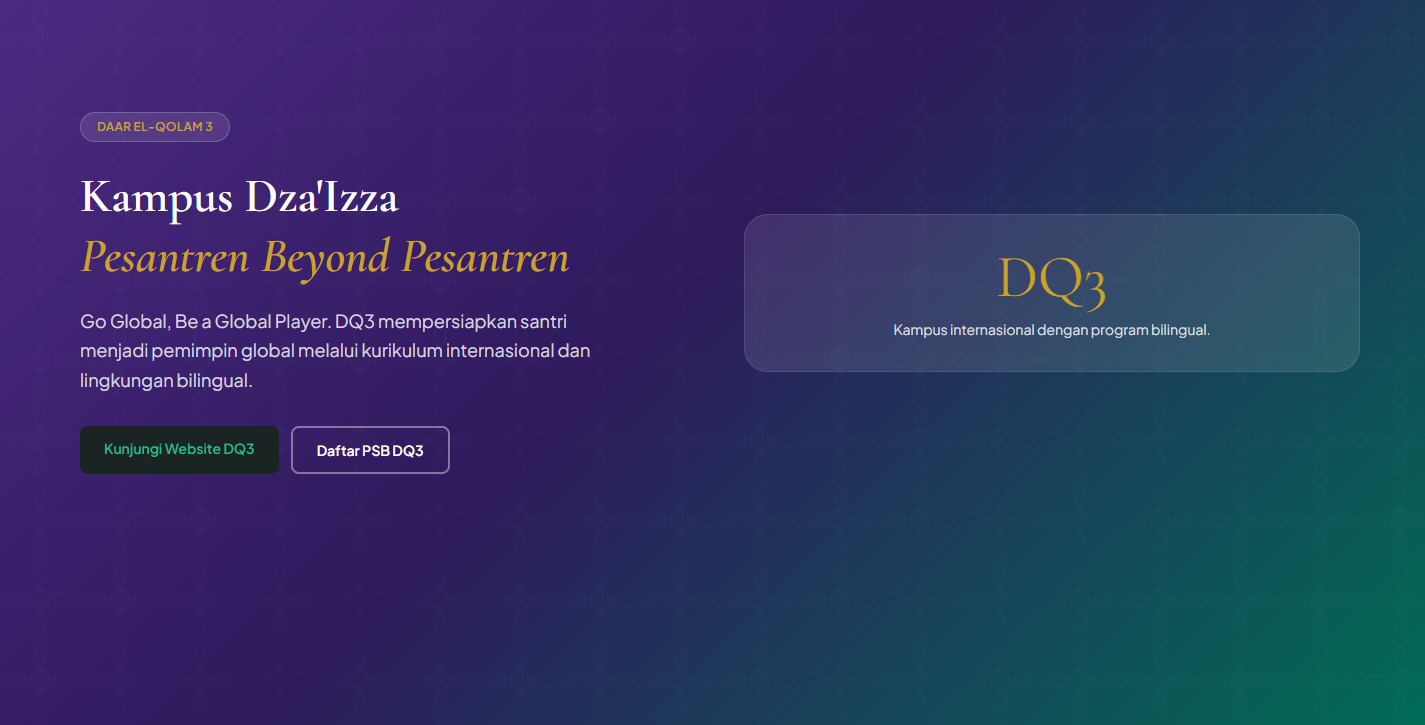 DAAR EL-QOLAM 3
Kampus Dza'Izza
Pesantren Beyond Pesantren
Go Global, Be a Global Player. DQ3 mempersiapkan santri
menjadi pemimpin global melalui kurikulum internasional dan
lingkungan bilingual.
Kunjungi Website DQ3
Daftar PSB DQ3
DQ3
Kampus internasional dengan program bilingual.